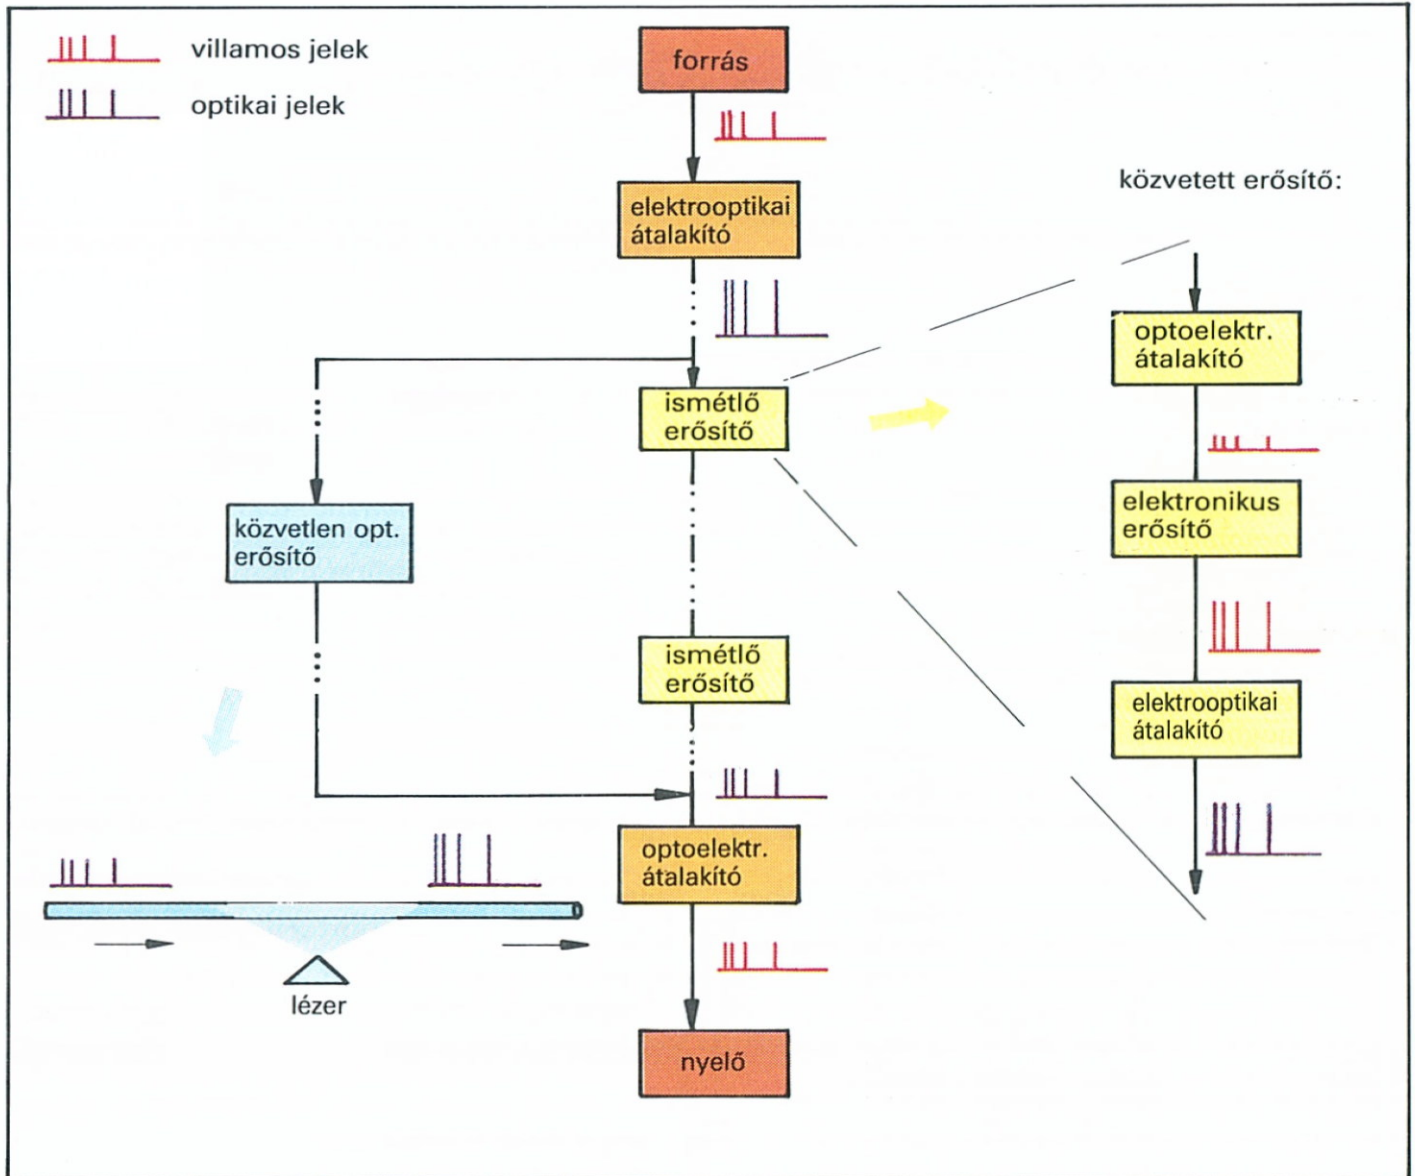 villamos jelek
optikai jelek
forrás
elektrooptikai
átalakító
közvetett erősítő:
ismétlő
erősítő
optoelektr.
átalakító
elektronikus
erősítő
elektrooptikai
átalakító
közvetlen opt.
erősítő
ismétlő
erősítő
optoelektr.
átalakító
lézer
nyelő